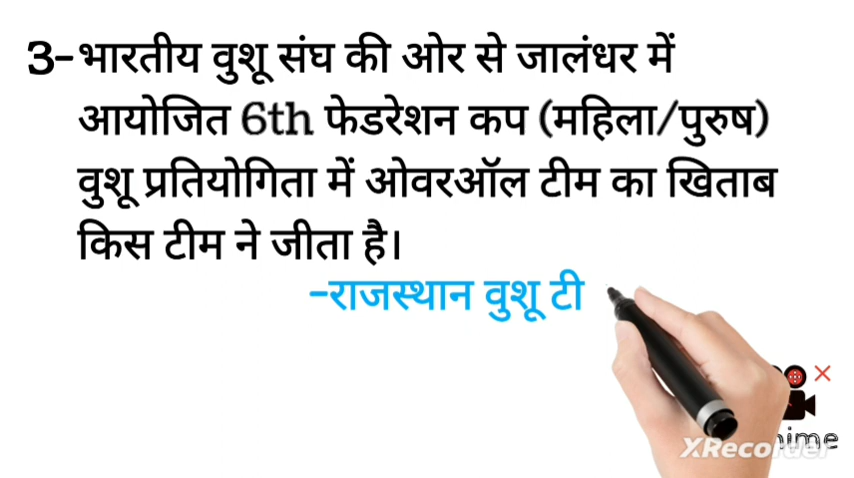 3-भारतीय वुशू संघ की ओर से जालंधर में
आयोजित 6th फेडरेशन कप (महिला/पुरुष)
वुशू प्रतियोगिता में ओवरऑल टीम का खिताब
किस टीम ने जीता है।
-राजस्थान वुशू टी
XRecorder